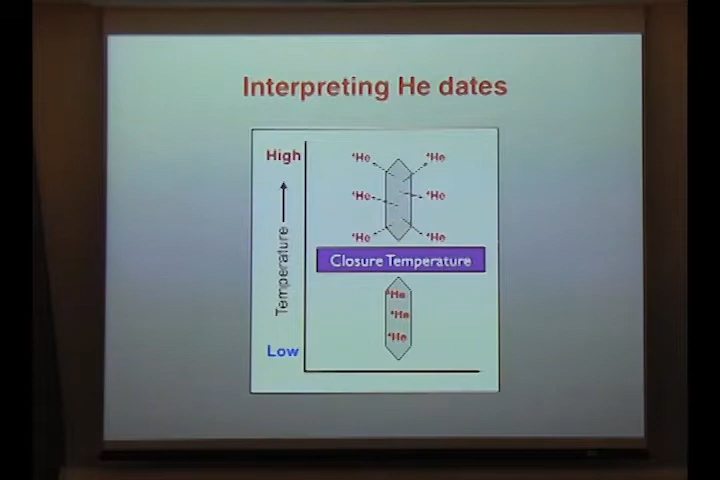 Interpreting He dates
High
⁴He
⁴He
⁴He
⁴He
⁴He
⁴He
Temperature
Closure Temperature
⁴He
⁴He
⁴He
Low